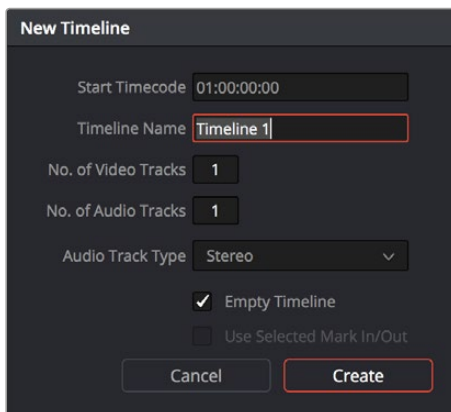 New Timeline
Start Timecode 01:00:00:00
Timeline Name Timeline 1
No. of Video Tracks 1
No. of Audio Tracks 1
Audio Track Type Stereo
Empty Timeline
Use Selected Mark In/Out
Cancel Create